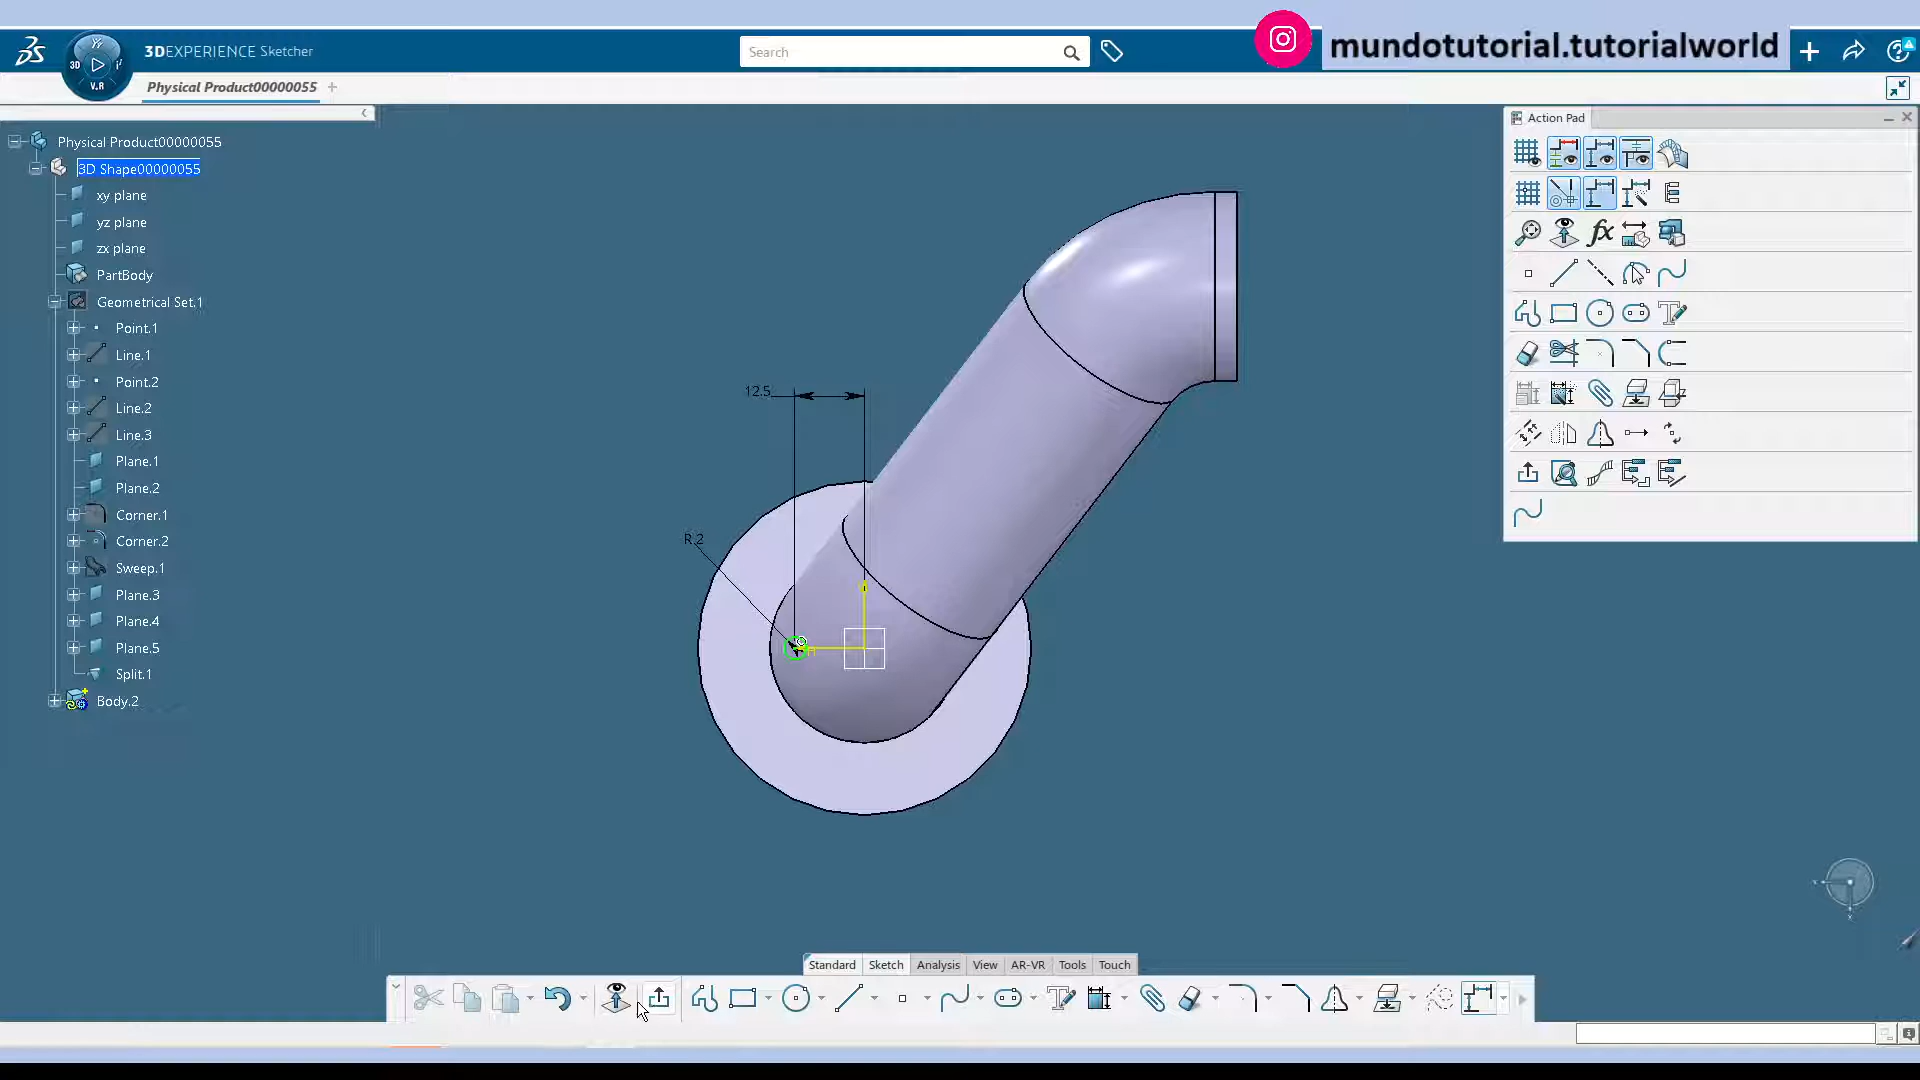 3DEXPERIENCE Sketcher
Search
mundotutorial.tutorialworld
3D
V.R
Physical Product00000055
Action Pad
Physical Product00000055
3D Shape00000055
xy plane
yz plane
zx plane
PartBody
Geometrical Set.1
Point.1
Line.1
Point.2
Line.2
Line.3
Plane.1
Plane.2
Corner.1
Corner.2
Sweep.1
Plane.3
Plane.4
Plane.5
Split.1
Body.2
12.5
R 2
fx
Standard Sketch Analysis View AR-VR Tools Touch